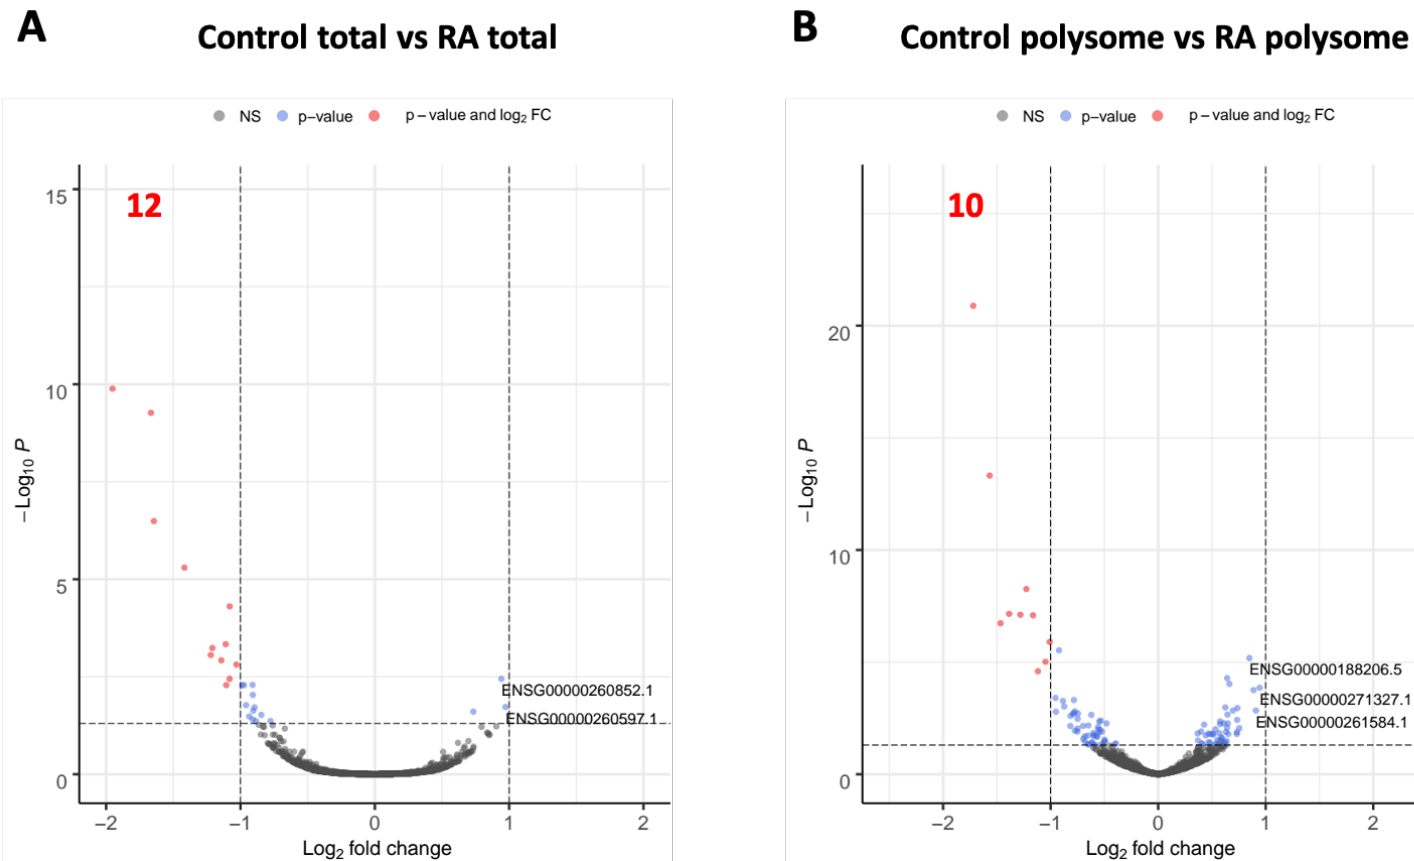 A
Control total vs RA total
NS p−value p − value and log₂ FC
15
10
5
0
12
ENSG00000260852.1
ENSG00000260597.1
−Log₁₀ P
−2 −1 0 1 2
Log₂ fold change
B
Control polysome vs RA polysome
NS p−value p − value and log₂ FC
20
10
0
10
ENSG00000188206.5
ENSG00000271327.1
ENSG00000261584.1
−Log₁₀ P
−2 −1 0 1 2
Log₂ fold change